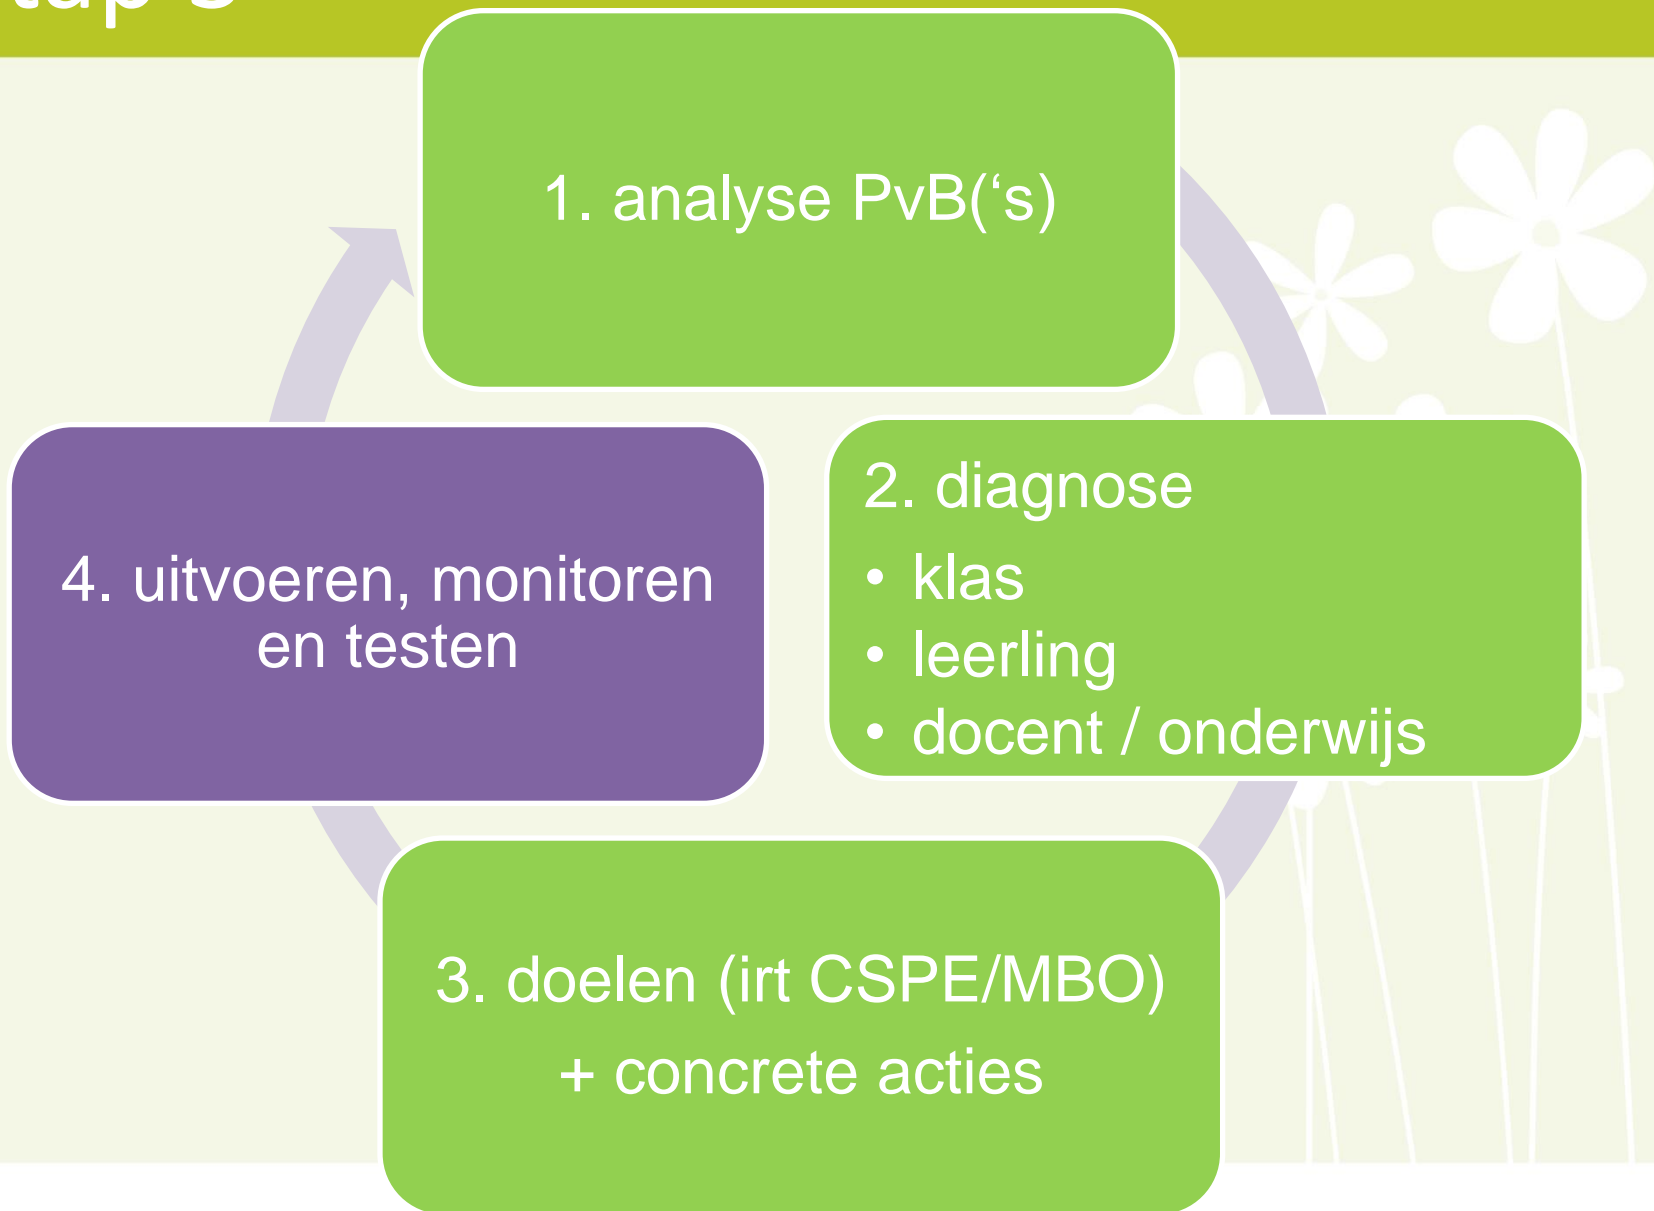 1. analyse PvB(‘s)
2. diagnose
• klas
• leerling
• docent / onderwijs
3. doelen (irt CSPE/MBO)
+ concrete acties
4. uitvoeren, monitoren
en testen